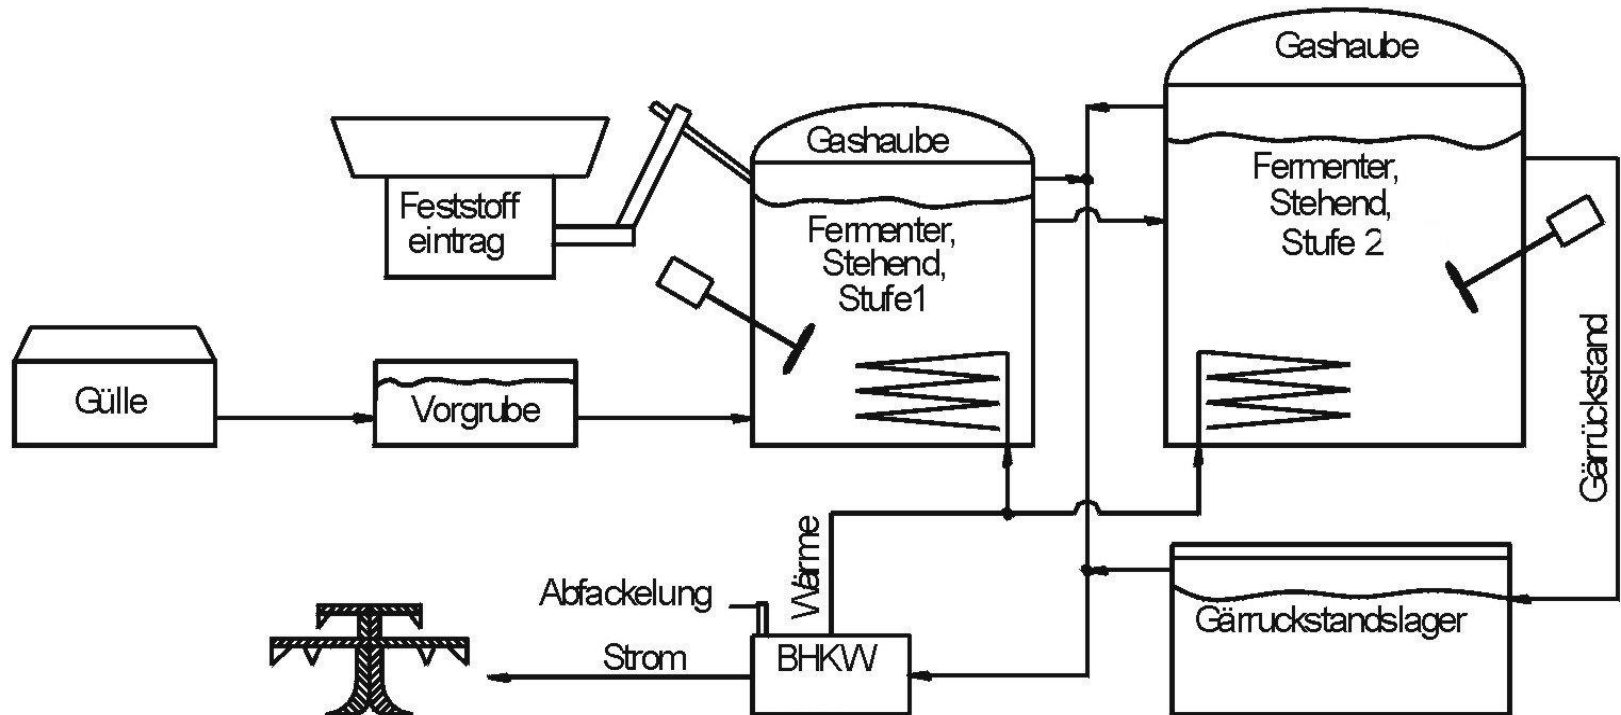 Gashaube
Gashaube
Feststoff
eintrag
Fermenter,
Stehend,
Stufe1
Fermenter,
Stehend,
Stufe 2
Gülle
Vorgrube
Gärrückstand
Wärme
Abfackelung
Strom
BHKW
Gärruckstandslager